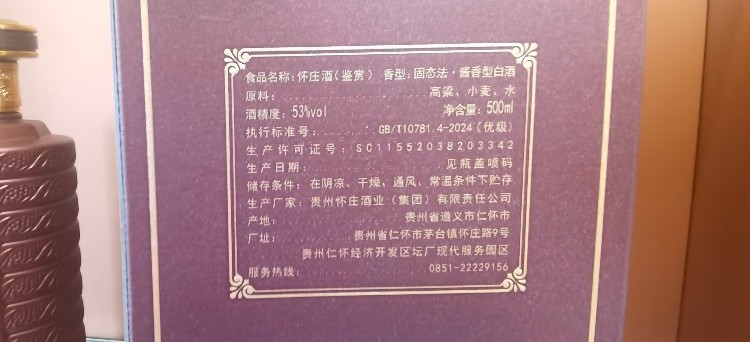 食品名称：怀庄酒（鉴赏） 香型：固态法·酱香型白酒
原料：高粱、小麦、水
酒精度：53%vol 净含量：500ml
执行标准号：GB/T10781.4-2024（优级）
生产许可证号：SC11552038203342
生产日期：见瓶盖喷码
储存条件：在阴凉、干燥、通风、常温条件下贮存
生产厂家：贵州怀庄酒业（集团）有限责任公司
产地：贵州省遵义市仁怀市
厂址：贵州省仁怀市茅台镇怀庄路9号
贵州仁怀经济开发区坛厂现代服务园区
服务热线：0851-22229156